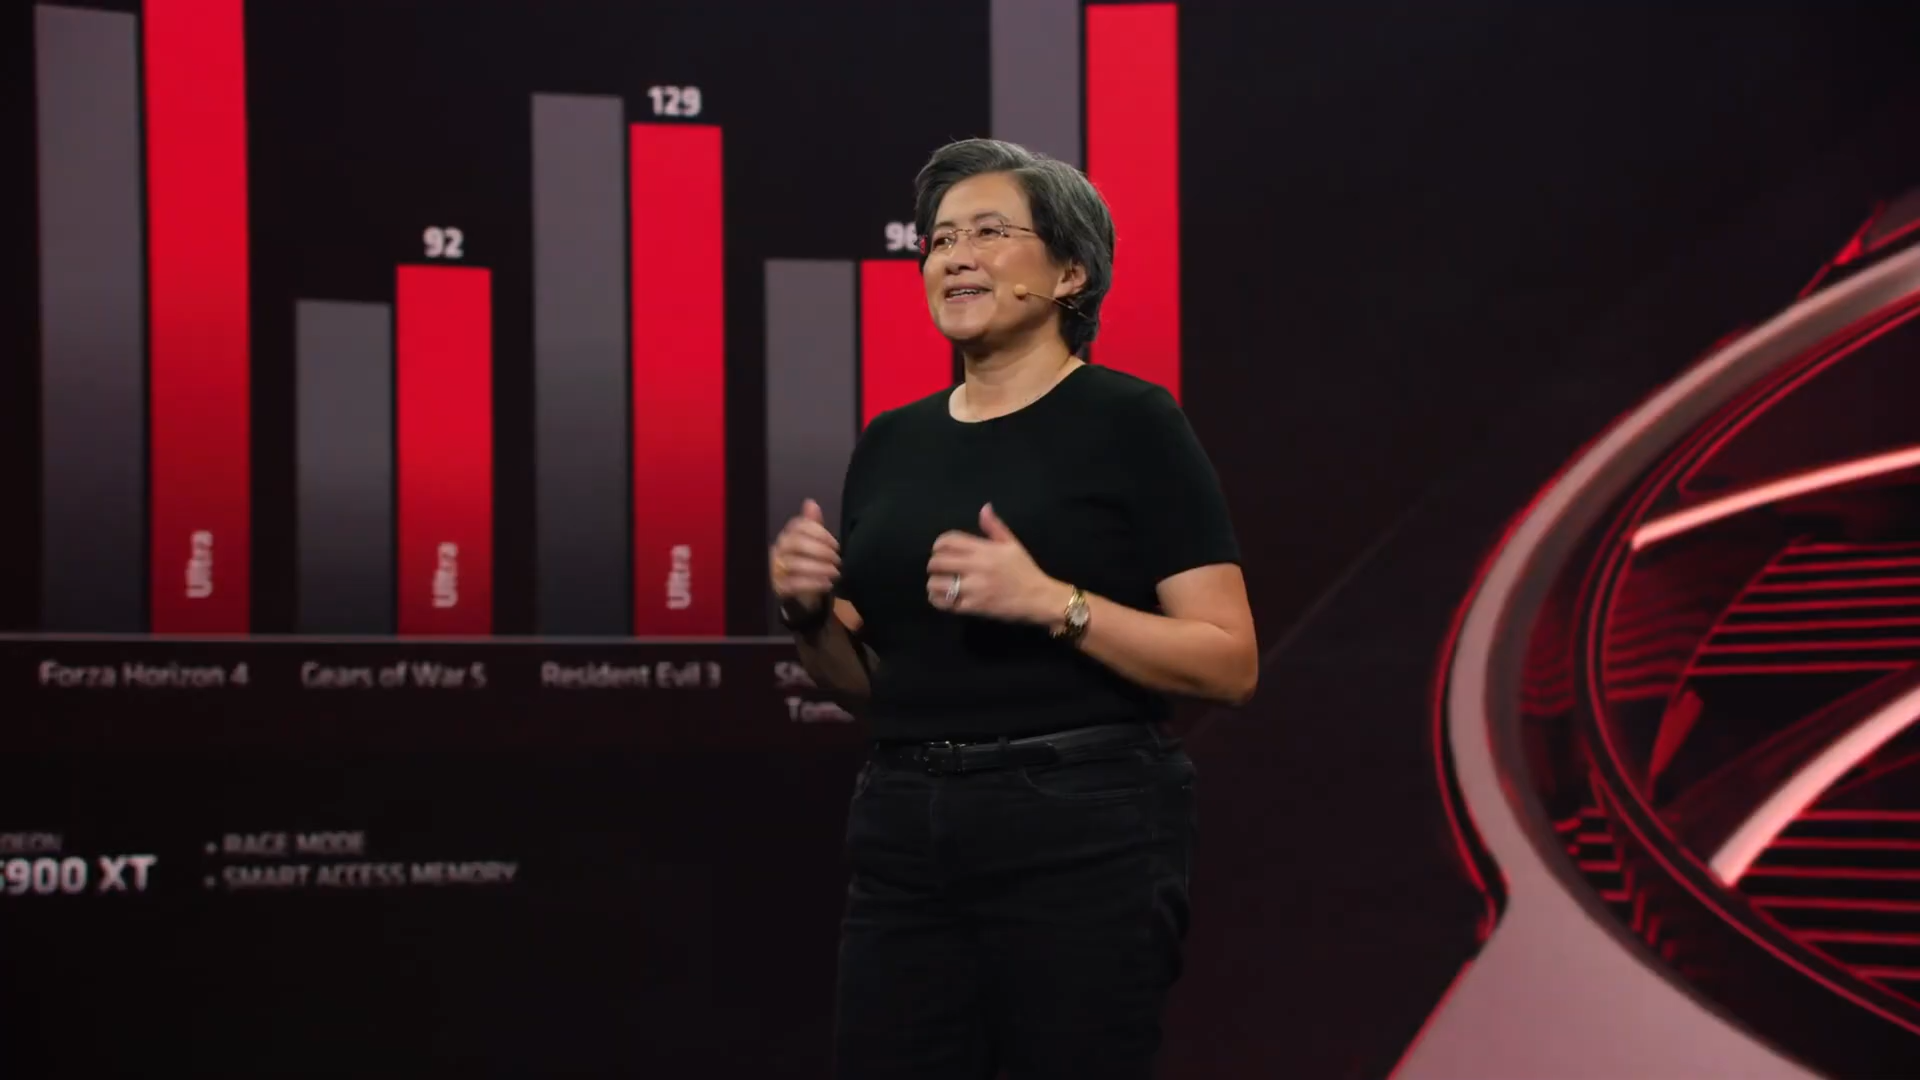 129
92
Ultra
Ultra
Ultra
Forza Horizon 4
Gears of War 5
Resident Evil 3
900 XT
• RAGE MODE
• SMART ACCESS MEMORY